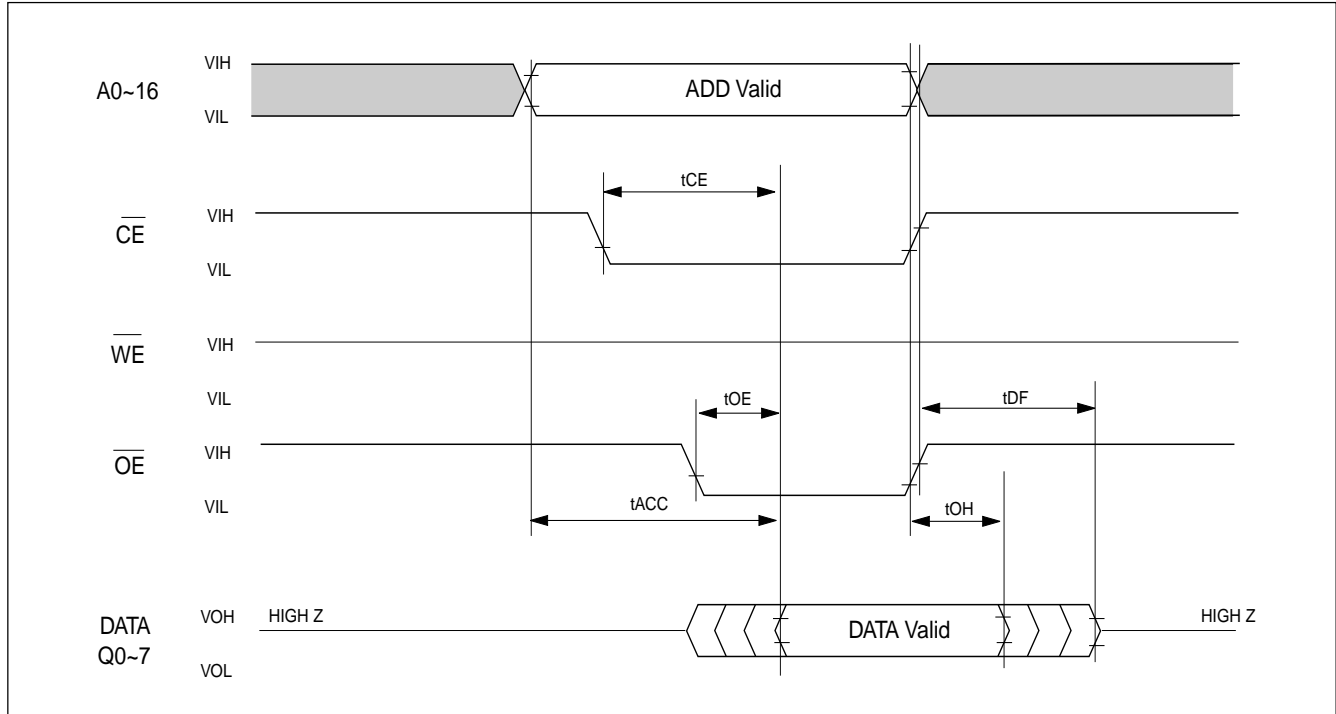 VIH
A0~16
ADD Valid
VIL
tCE
VIH
CE
VIL
VIH
WE
VIL
tOE
tDF
VIH
OE
VIL
tACC
tOH
VOH
HIGH Z
HIGH Z
DATA
DATA Valid
Q0~7
VOL